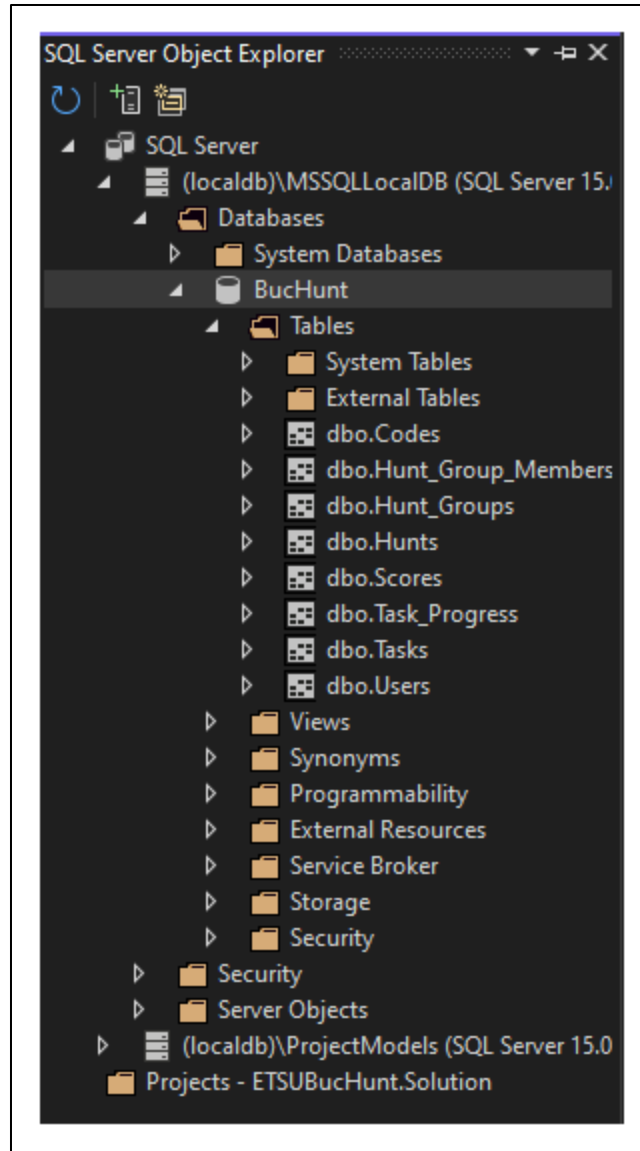 SQL Server Object Explorer
SQL Server
(localdb)\MSSQLLocalDB (SQL Server 15.
Databases
System Databases
BucHunt
Tables
System Tables
External Tables
dbo.Codes
dbo.Hunt_Group_Members
dbo.Hunt_Groups
dbo.Hunts
dbo.Scores
dbo.Task_Progress
dbo.Tasks
dbo.Users
Views
Synonyms
Programmability
External Resources
Service Broker
Storage
Security
Security
Server Objects
(localdb)\ProjectModels (SQL Server 15.0
Projects - ETSUBucHunt.Solution